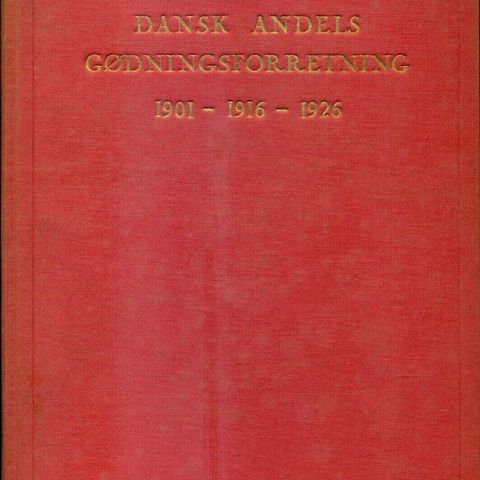 DANSK ANDELS
GØDNINGSFORRETNING
1901 – 1916 – 1926